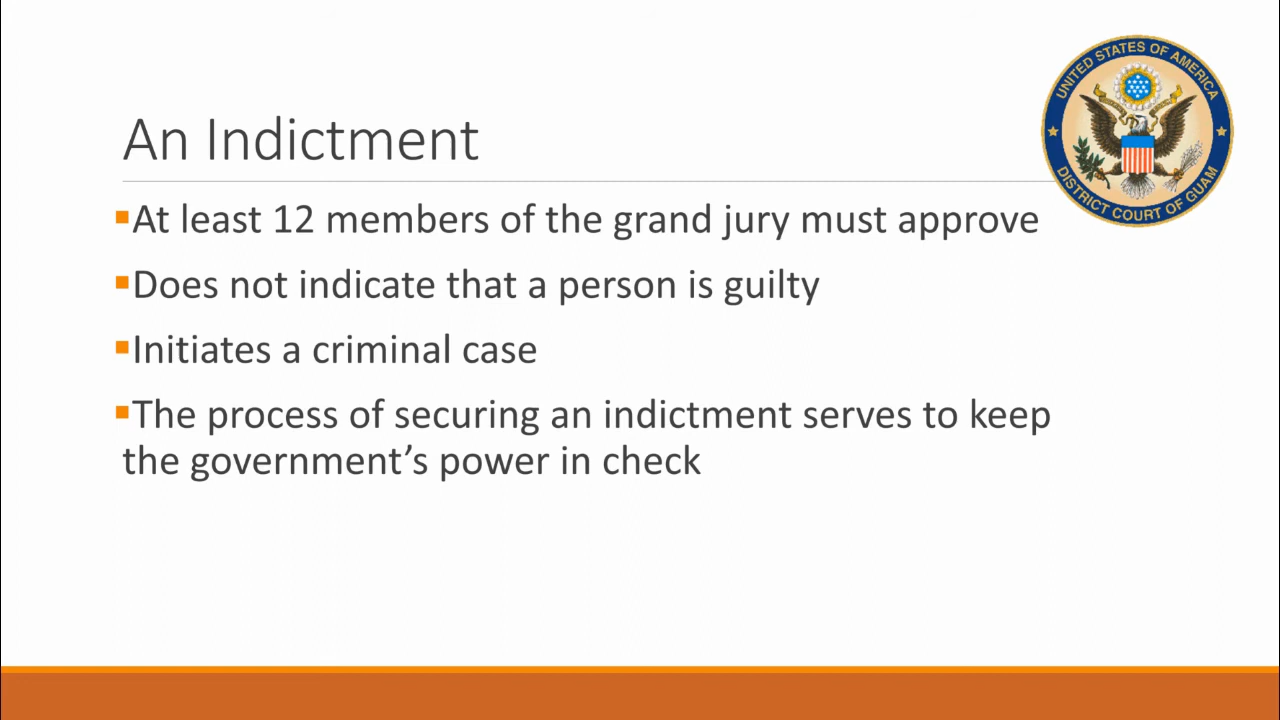 An Indictment
UNITED STATES OF AMERICA
DISTRICT COURT OF GUAM
▪At least 12 members of the grand jury must approve
▪Does not indicate that a person is guilty
▪Initiates a criminal case
▪The process of securing an indictment serves to keep
the government’s power in check